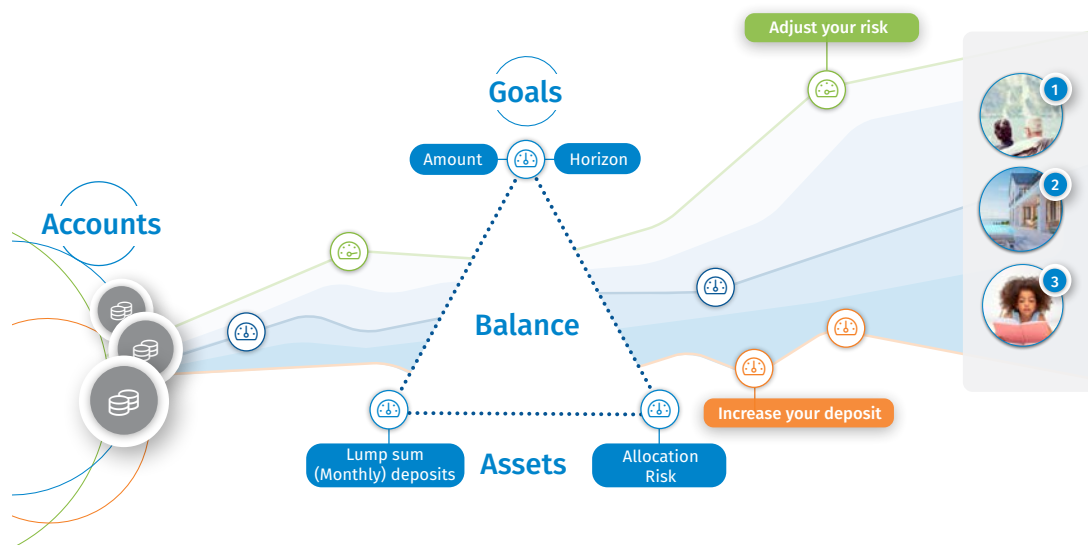 Adjust your risk
Goals
Amount
Horizon
1
2
3
Accounts
Balance
Increase your deposit
Lump sum
(Monthly) deposits
Assets
Allocation
Risk